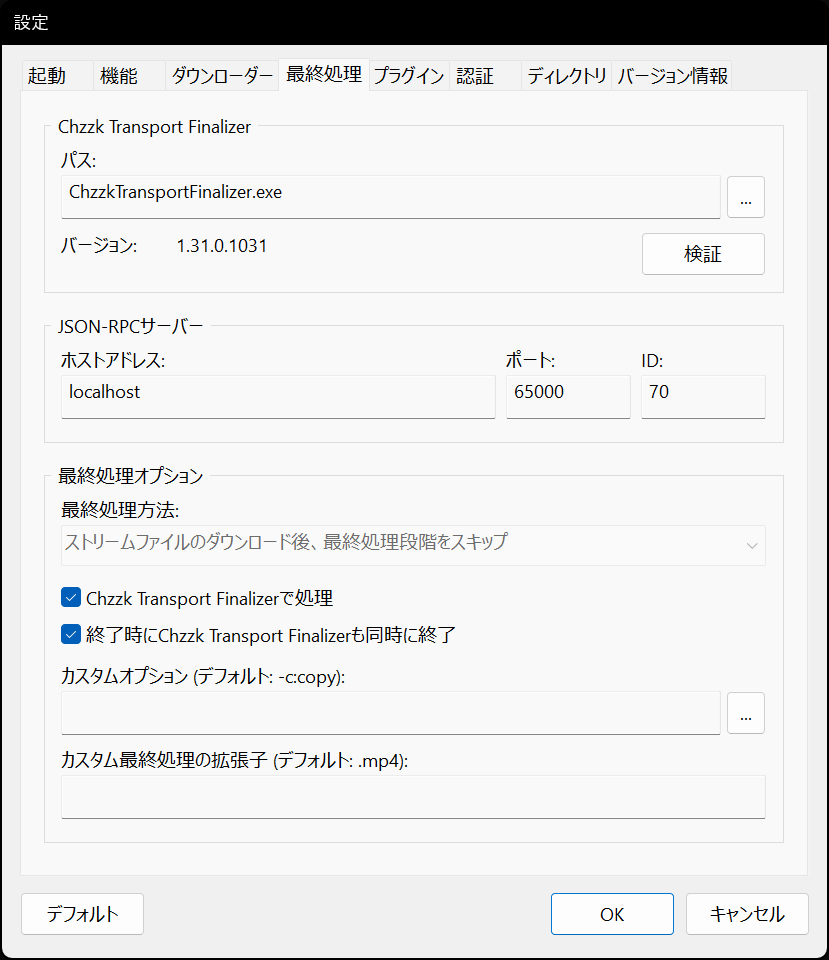 設定
起動 機能 ダウンローダー 最終処理 プラグイン 認証 ディレクトリ バージョン情報
Chzzk Transport Finalizer
パス:
ChzzkTransportFinalizer.exe
...
バージョン: 1.31.0.1031
検証
JSON-RPCサーバー
ホストアドレス: ポート: ID:
localhost 65000 70
最終処理オプション
最終処理方法:
ストリームファイルのダウンロード後、最終処理段階をスキップ
Chzzk Transport Finalizerで処理
終了時にChzzk Transport Finalizerも同時に終了
カスタムオプション (デフォルト: -c:copy):
...
カスタム最終処理の拡張子 (デフォルト: .mp4):
デフォルト OK キャンセル